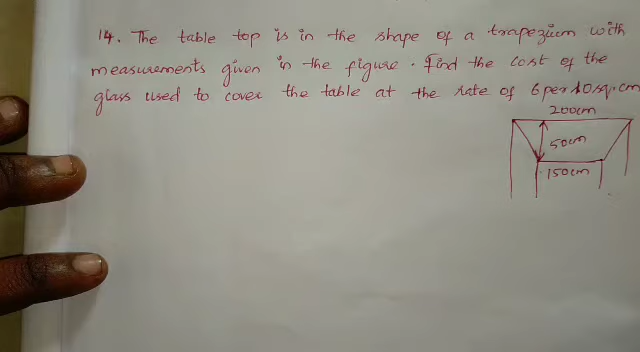 14. The table top is in the shape of a trapezium with
measurements given in the figure. Find the cost of the
glass used to cover the table at the rate of 6 per 10 sq.cm
200cm
50cm
150cm